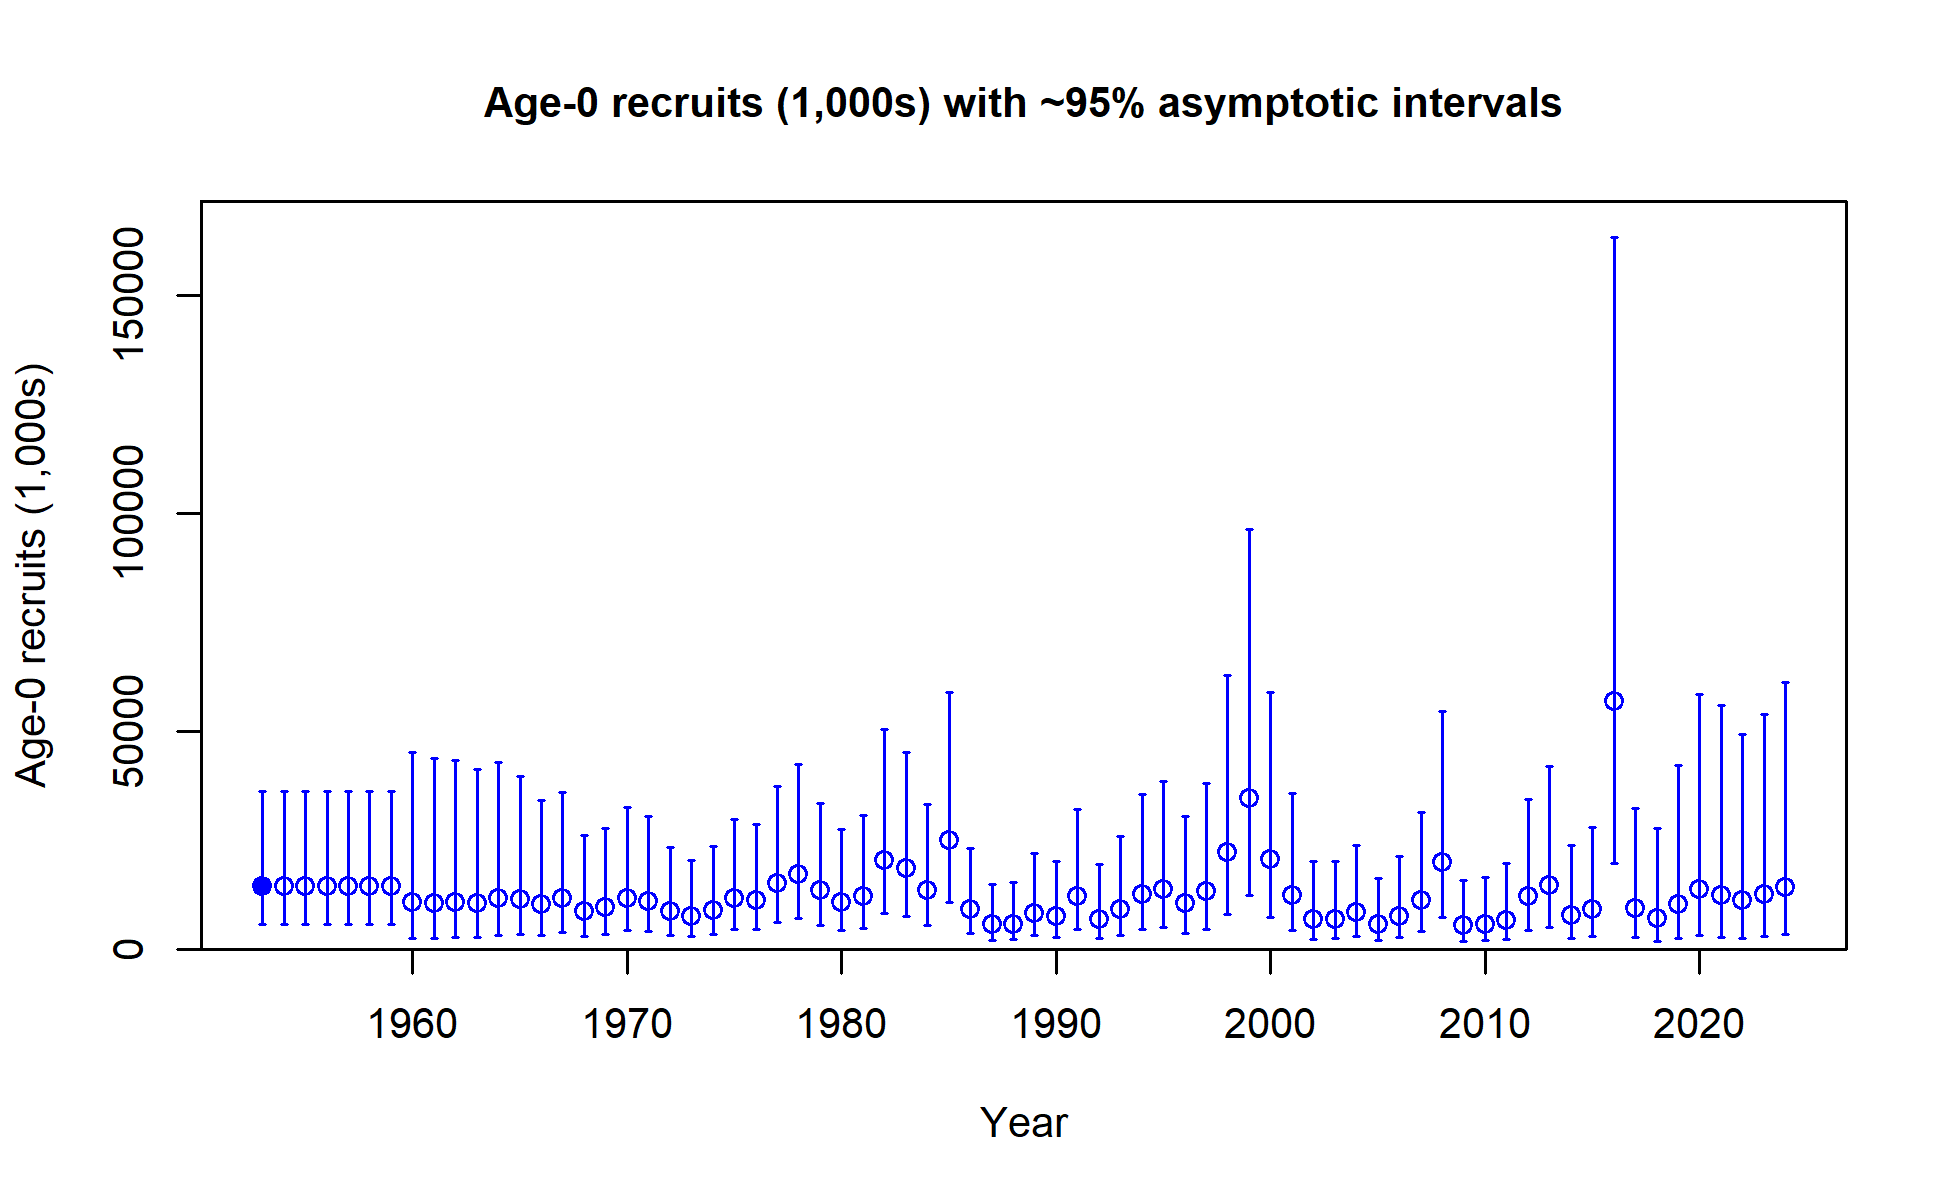 Age-0 recruits (1,000s) with ~95% asymptotic intervals
Age-0 recruits (1,000s)
150000
100000
50000
0
1960 1970 1980 1990 2000 2010 2020
Year